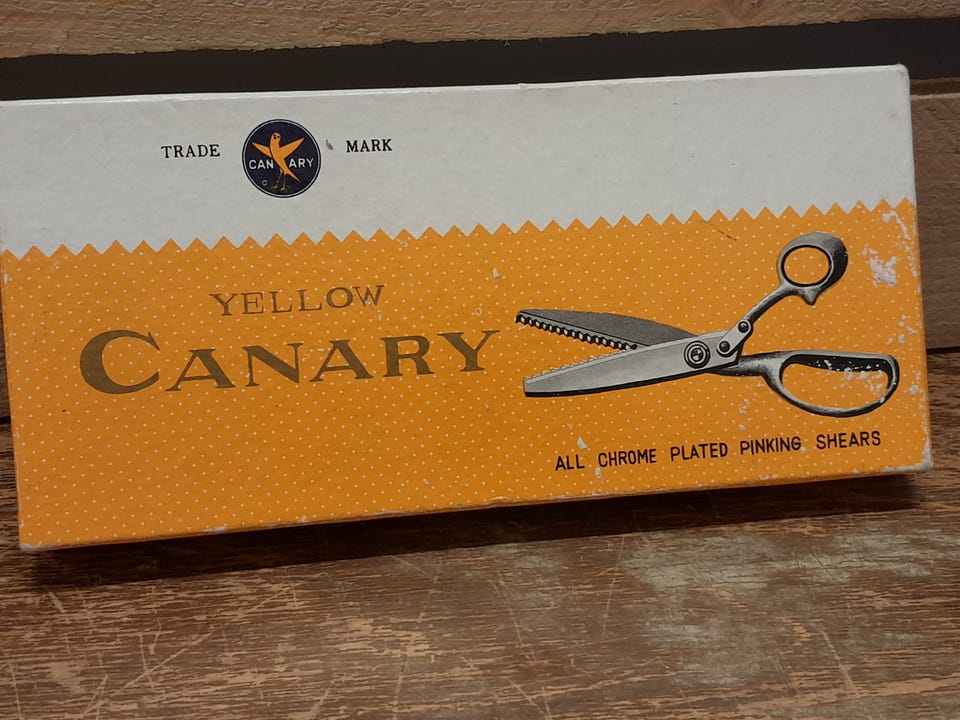 TRADE MARK
CANARY
YELLOW
CANARY
ALL CHROME PLATED PINKING SHEARS